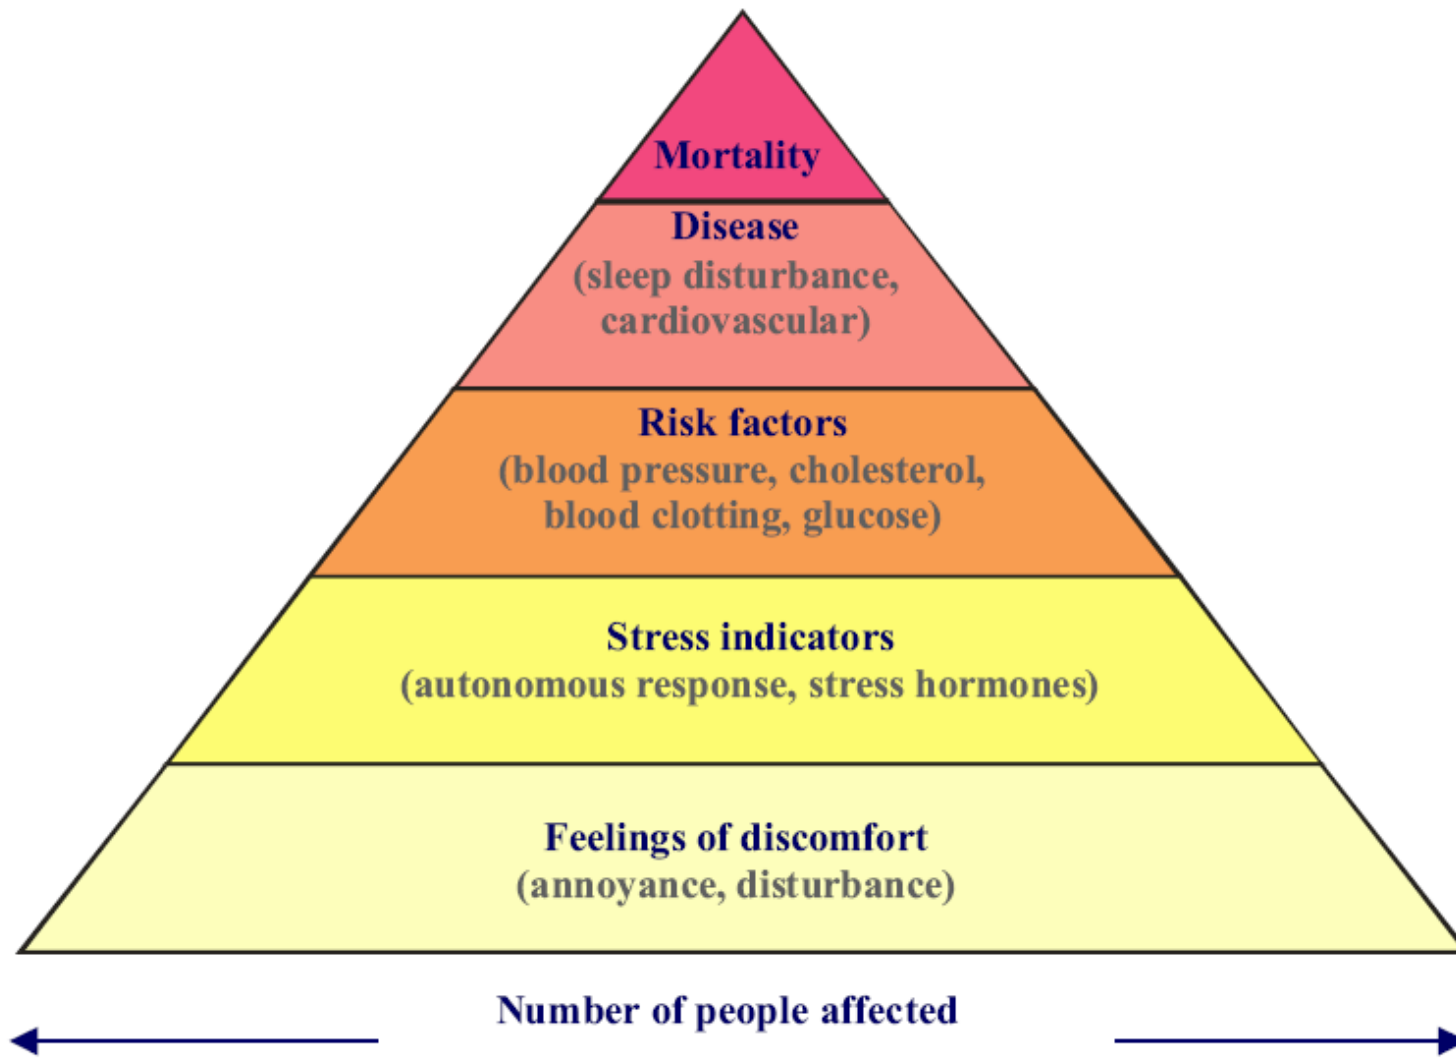 Mortality
Disease
(sleep disturbance,
cardiovascular)
Risk factors
(blood pressure, cholesterol,
blood clotting, glucose)
Stress indicators
(autonomous response, stress hormones)
Feelings of discomfort
(annoyance, disturbance)
Number of people affected